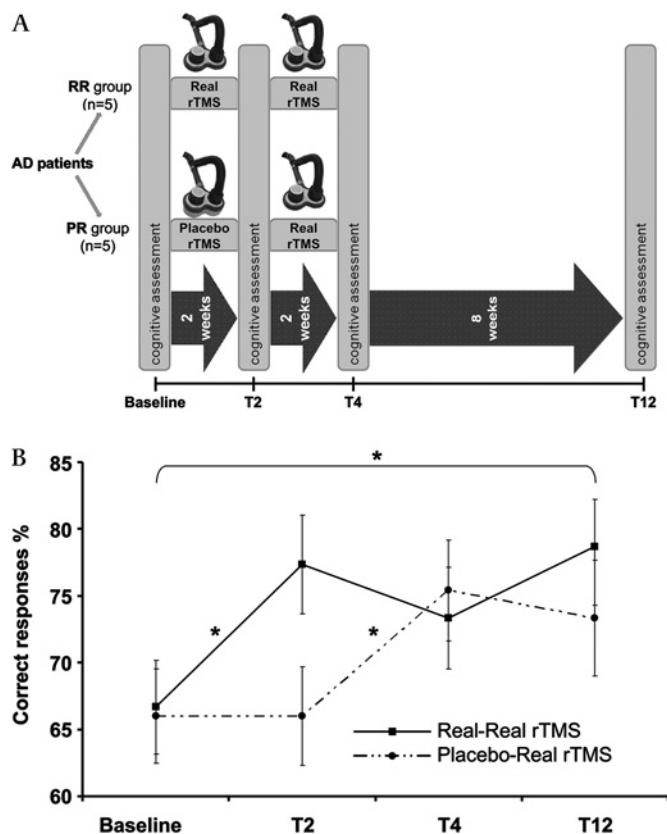 A
RR group
(n=5)
Real
rTMS
Real
rTMS
AD patients
PR group
(n=5)
Placebo
rTMS
Real
rTMS
cognitive assessment
2
weeks
cognitive assessment
2
weeks
cognitive assessment
8
weeks
cognitive assessment
Baseline T2 T4 T12
B
Correct responses %
85
80
75
70
65
60
*
*
*
Real-Real rTMS
Placebo-Real rTMS
Baseline T2 T4 T12